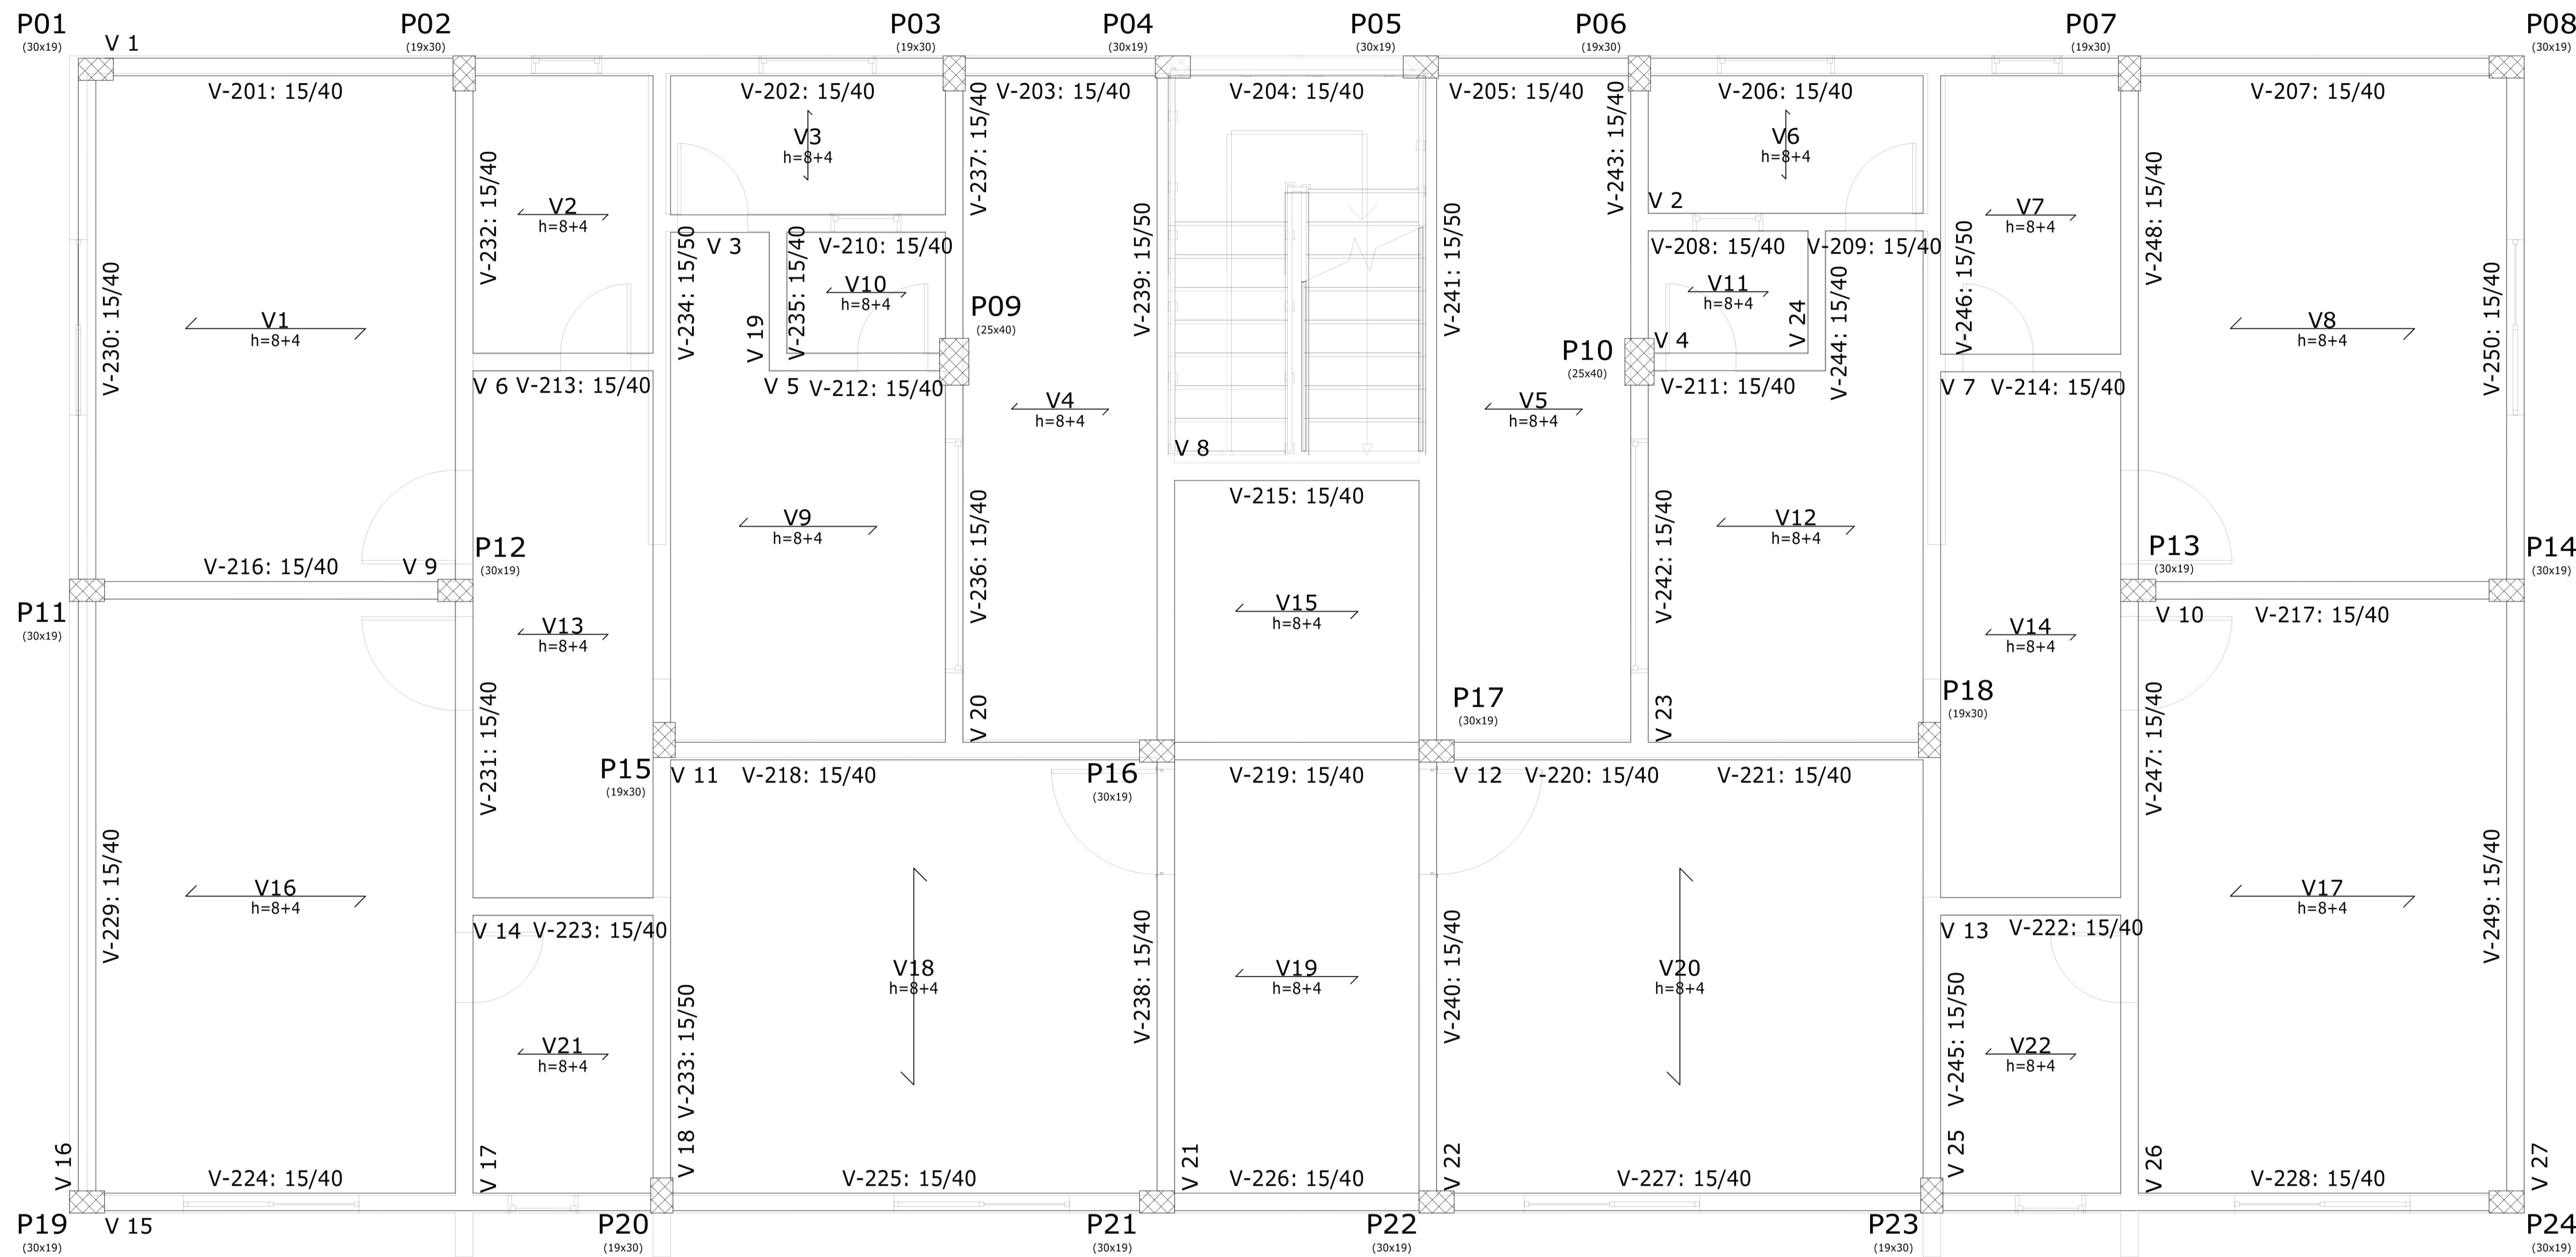 P01
(30x19)
V 1
P02
(19x30)
P03
(19x30)
P04
(30x19)
P05
(30x19)
P06
(19x30)
P07
(19x30)
P08
(30x19)
V-201: 15/40
V-202: 15/40
V-203: 15/40
V-204: 15/40
V-205: 15/40
V-206: 15/40
V-207: 15/40
V-237: 15/40
V-243: 15/40
V3
h=8+4
V6
h=8+4
V-232: 15/40
V2
h=8+4
V 2
V7
h=8+4
V-248: 15/40
V 3
V-210: 15/40
V-208: 15/40
V-209: 15/40
V-234: 15/50
V-235: 15/40
V-239: 15/50
V-241: 15/50
V-244: 15/40
V-246: 15/50
V-230: 15/40
V-250: 15/40
V10
h=8+4
V11
h=8+4
P09
(25x40)
V1
h=8+4
V8
h=8+4
V 19
V 24
V 4
P10
(25x40)
V 6
V-213: 15/40
V 5
V-212: 15/40
V-211: 15/40
V 7
V-214: 15/40
V4
h=8+4
V5
h=8+4
V 8
V-215: 15/40
V9
h=8+4
V12
h=8+4
V-236: 15/40
V-242: 15/40
P12
(30x19)
P13
(30x19)
P14
(30x19)
V-216: 15/40
V 9
V15
h=8+4
P11
(30x19)
V 10
V-217: 15/40
V13
h=8+4
V14
h=8+4
P17
(30x19)
P18
(19x30)
V 20
V 23
V-231: 15/40
V-247: 15/40
P15
(19x30)
V 11
V-218: 15/40
P16
(30x19)
V-219: 15/40
V 12
V-220: 15/40
V-221: 15/40
V16
h=8+4
V17
h=8+4
V-229: 15/40
V-249: 15/40
V 14
V-223: 15/40
V 13
V-222: 15/40
V18
h=8+4
V19
h=8+4
V20
h=8+4
V-238: 15/40
V-240: 15/40
V-233: 15/50
V-245: 15/50
V21
h=8+4
V22
h=8+4
V 16
V 17
V 18
V 21
V 22
V 25
V 26
V 27
V-224: 15/40
V-225: 15/40
V-226: 15/40
V-227: 15/40
V-228: 15/40
P19
(30x19)
V 15
P20
(19x30)
P21
(30x19)
P22
(30x19)
P23
(19x30)
P24
(30x19)